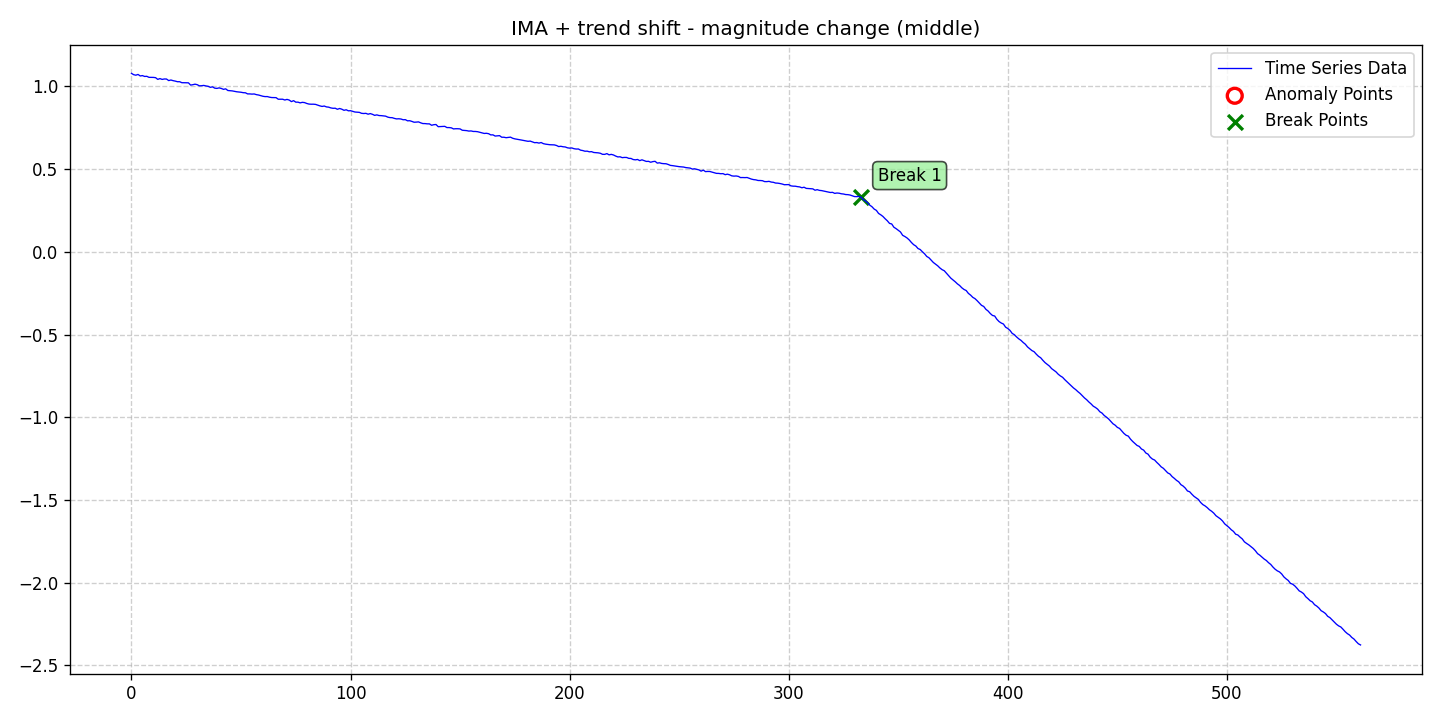 IMA + trend shift - magnitude change (middle)
Time Series Data
Anomaly Points
Break Points
Break 1
1.0
0.5
0.0
−0.5
−1.0
−1.5
−2.0
−2.5
0 100 200 300 400 500